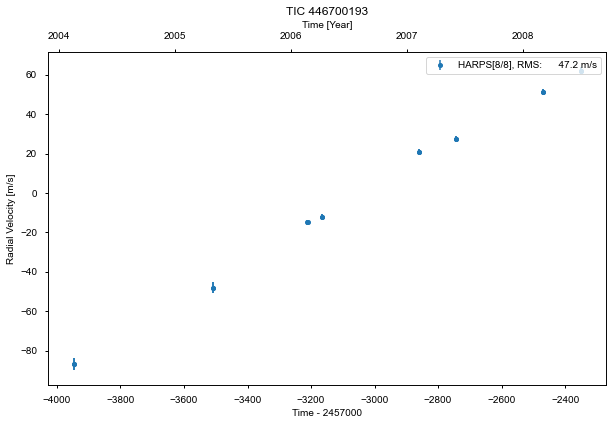 TIC 446700193
Time [Year]
2004 2005 2006 2007 2008
HARPS[8/8], RMS: 47.2 m/s
Radial Velocity [m/s]
60
40
20
0
−20
−40
−60
−80
−4000 −3800 −3600 −3400 −3200 −3000 −2800 −2600 −2400
Time - 2457000